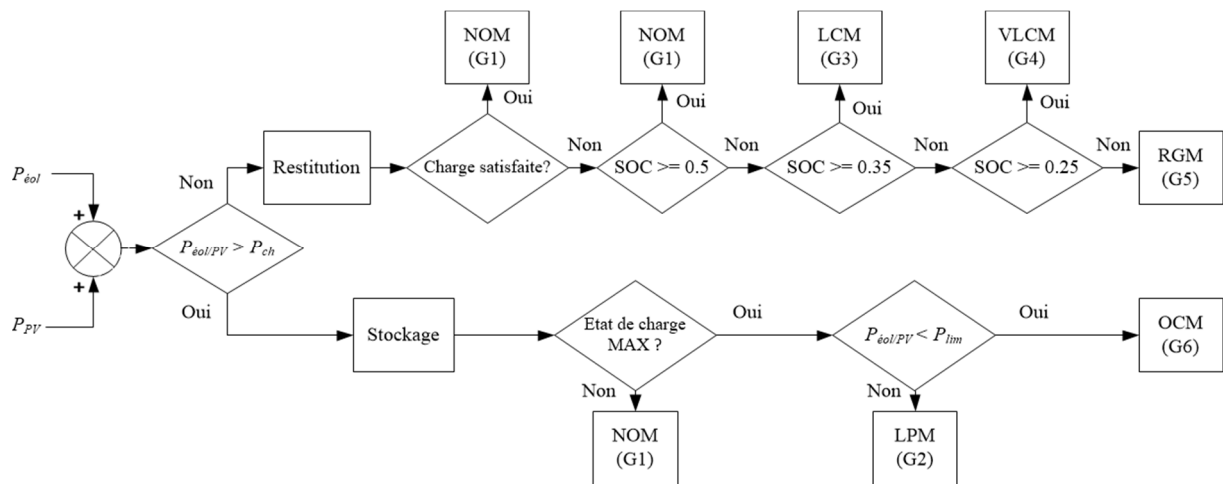 NOM
(G1)
NOM
(G1)
LCM
(G3)
VLCM
(G4)
Oui
Oui
Oui
Oui
Non
Non
Non
Non
Non
Restitution
Charge satisfaite?
SOC >= 0.5
SOC >= 0.35
SOC >= 0.25
RGM
(G5)
Péol
+
Péol/PV > Pch
+
PPV
Oui
Stockage
Etat de charge
MAX ?
Oui
Péol/PV < Plim
Oui
OCM
(G6)
Non
Non
NOM
(G1)
LPM
(G2)